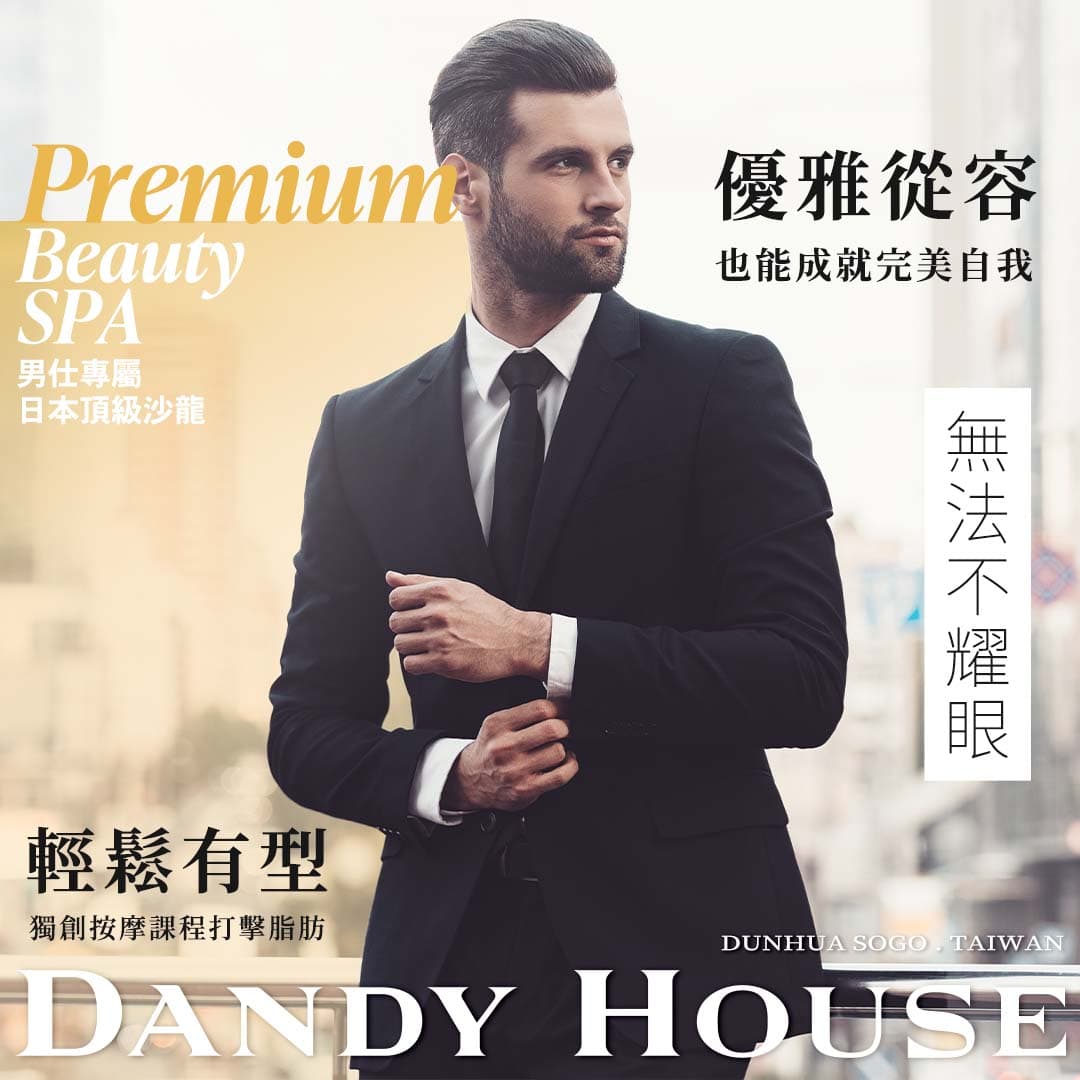 Premium
Beauty
SPA
男仕專屬
日本頂級沙龍
優雅從容
也能成就完美自我
無法不耀眼
輕鬆有型
獨創按摩課程打擊脂肪
DUNHUA SOGO . TAIWAN
DANDY HOUSE